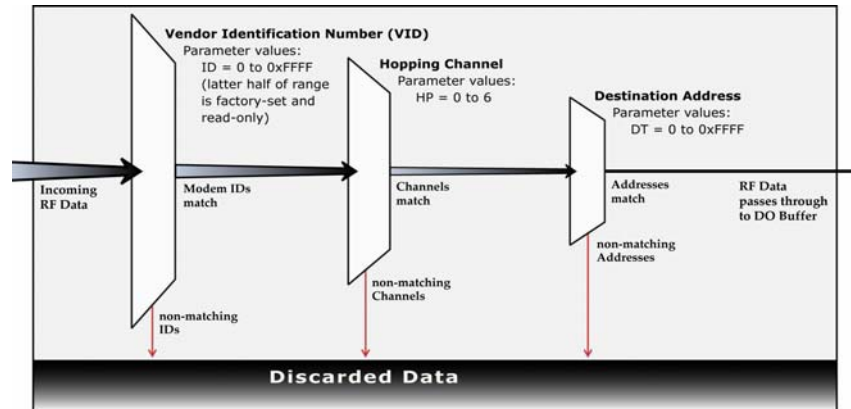 Vendor Identification Number (VID)
Parameter values:
ID = 0 to 0xFFFF
(latter half of range
is factory-set and
read-only)
Hopping Channel
Parameter values:
HP = 0 to 6
Destination Address
Parameter values:
DT = 0 to 0xFFFF
Incoming
RF Data
Modem IDs
match
Channels
match
Addresses
match
RF Data
passes through
to DO Buffer
non-matching
IDs
non-matching
Channels
non-matching
Addresses
Discarded Data